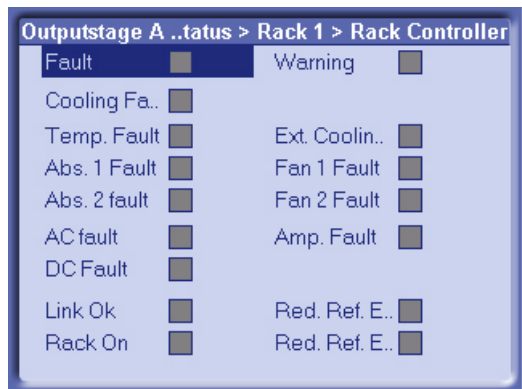 Outputstage A ..tatus > Rack 1 > Rack Controller
Fault Warning
Cooling Fa..
Temp. Fault Ext. Coolin..
Abs. 1 Fault Fan 1 Fault
Abs. 2 fault Fan 2 Fault
AC fault Amp. Fault
DC Fault
Link Ok Red. Ref. E..
Rack On Red. Ref. E..